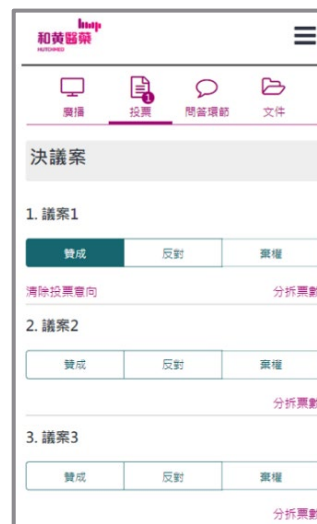 和黄醫藥
HUTCHMED
廣播 投票 1 問答環節 文件
決議案
1. 議案1
贊成 反對 棄權
清除投票意向 分拆票數
2. 議案2
贊成 反對 棄權
分拆票數
3. 議案3
贊成 反對 棄權
分拆票數